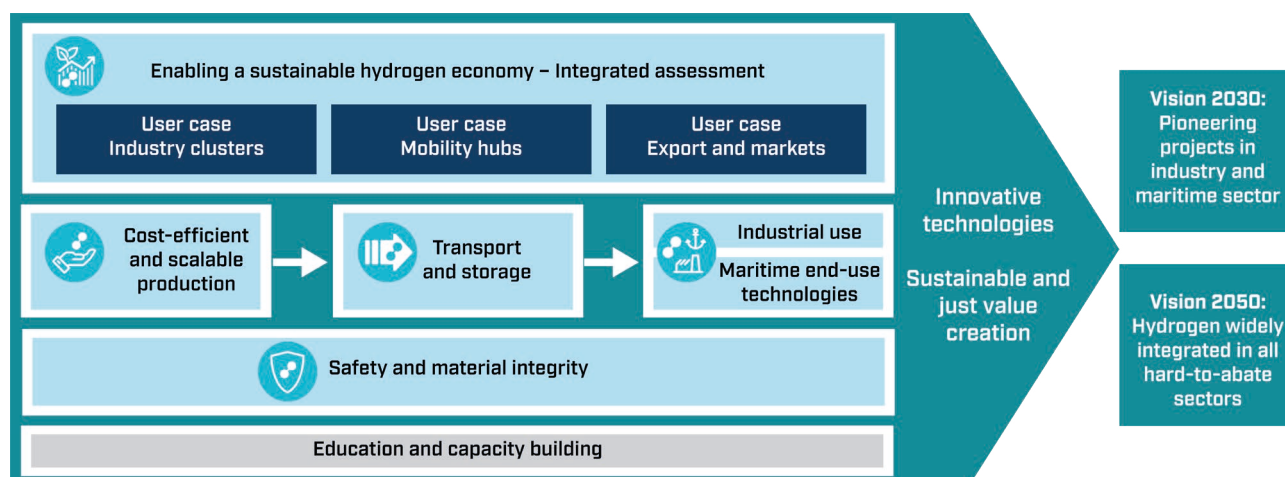 Enabling a sustainable hydrogen economy – Integrated assessment
User case
Industry clusters
User case
Mobility hubs
User case
Export and markets
Cost-efficient
and scalable
production
Transport
and storage
Industrial use
Maritime end-use
technologies
Safety and material integrity
Education and capacity building
Innovative
technologies
Sustainable and
just value
creation
Vision 2030:
Pioneering
projects in
industry and
maritime sector
Vision 2050:
Hydrogen widely
integrated in all
hard-to-abate
sectors